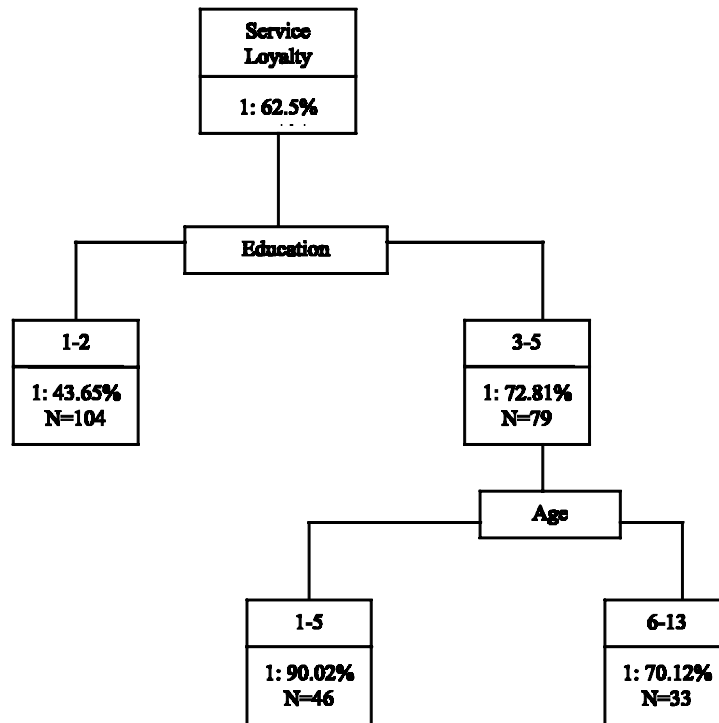 Service
Loyalty
1: 62.5%
Education
1-2
1: 43.65%
N=104
3-5
1: 72.81%
N=79
Age
1-5
1: 90.02%
N=46
6-13
1: 70.12%
N=33